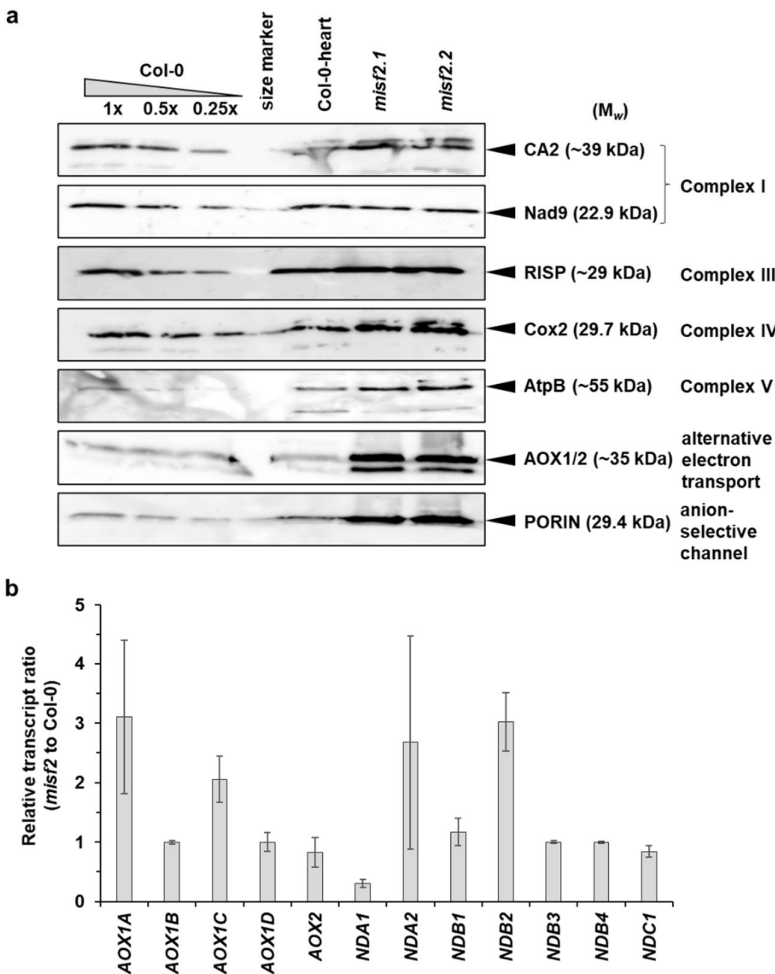 a
Col-0
1x 0.5x 0.25x
size marker
Col-0-heart
misf2.1
misf2.2
(Mw)
CA2 (~39 kDa)
Nad9 (22.9 kDa)
Complex I
RISP (~29 kDa)
Complex III
Cox2 (29.7 kDa)
Complex IV
AtpB (~55 kDa)
Complex V
AOX1/2 (~35 kDa)
alternative
electron
transport
PORIN (29.4 kDa)
anion-
selective
channel
b
Relative transcript ratio
(misf2 to Col-0)
5
4
3
2
1
0
AOX1A
AOX1B
AOX1C
AOX1D
AOX2
NDA1
NDA2
NDB1
NDB2
NDB3
NDB4
NDC1